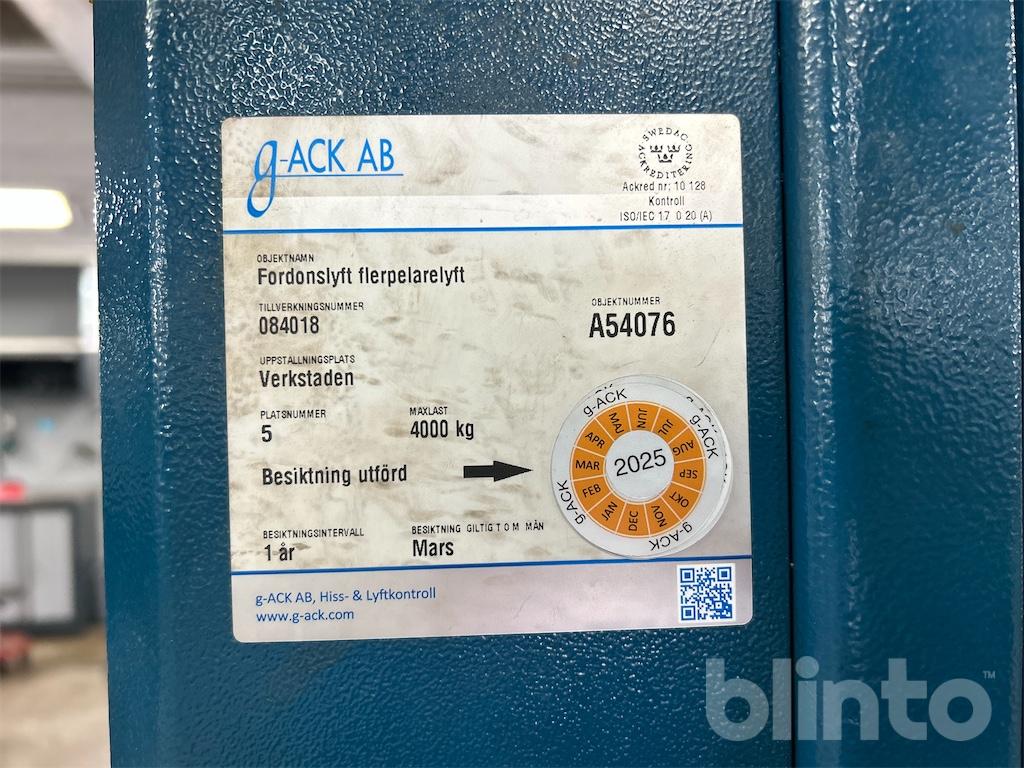 g-ACK AB
SWEDAC ACKREDITERING
Ackred nr: 10 128
Kontroll
ISO/IEC 17 0 20 (A)
OBJEKTNAMN
Fordonslyft flerpelarelyft
TILLVERKNINGSNUMMER
084018
OBJEKTNUMMER
A54076
UPPSTÄLLNINGSPLATS
Verkstaden
PLATSNUMMER
5
MAXLAST
4000 kg
Besiktning utförd
g-ACK
g-ACK
g-ACK
g-ACK
JAN
FEB
MAR
APR
MAJ
JUN
JUL
AUG
SEP
OKT
NOV
DEC
2025
BESIKTNINGSINTERVALL
1 år
BESIKTNING GILTIG T O M MÅN
Mars
g-ACK AB, Hiss- & Lyftkontroll
www.g-ack.com
blinto™